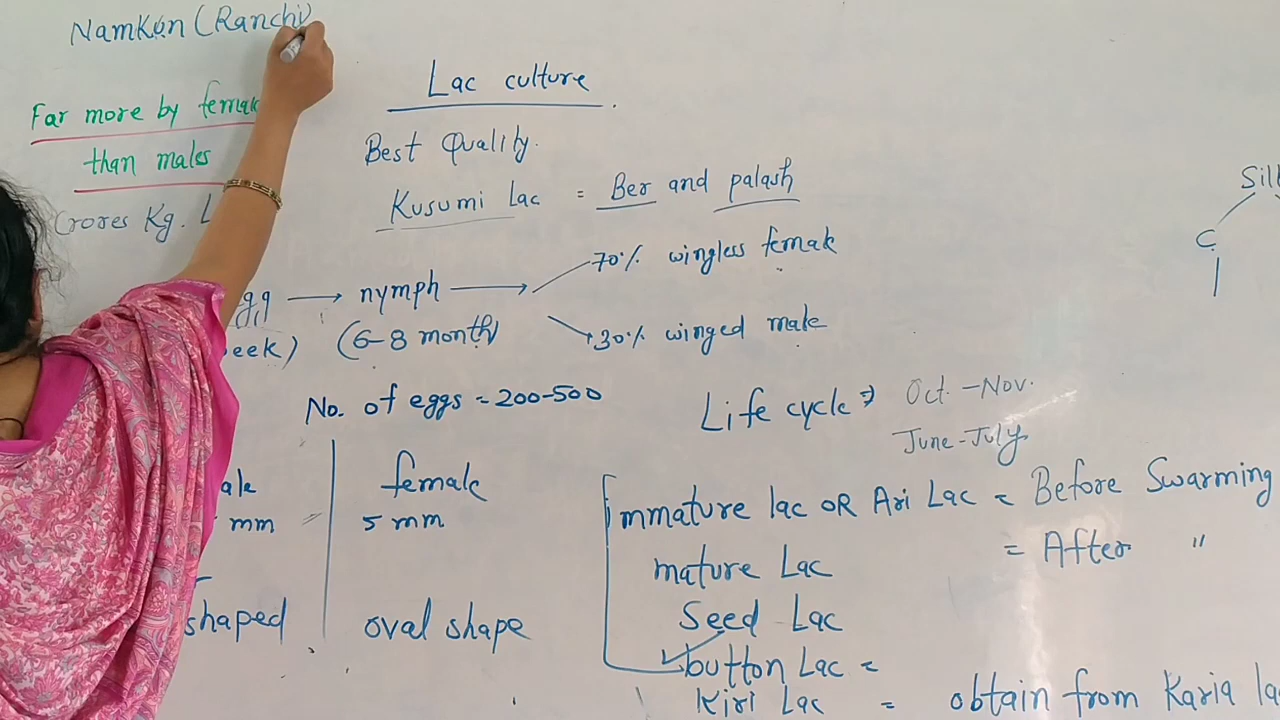 Namkun (Ranchi)
Lac culture
Far more by
than males
Best Quality.
Kusumi Lac = Ber and palash
Crores Kg.
nymph
70% wingless female
(6-8 month)
30% winged male
No. of eggs = 200-500
Life cycle ⇒ Oct. - Nov.
June-July
female
mm
5 mm
shaped
oval shape
Immature lac OR Ari Lac = Before Swarming
mature Lac = After "
Seed Lac
button Lac =
Kiri Lac = obtain from Karia
C